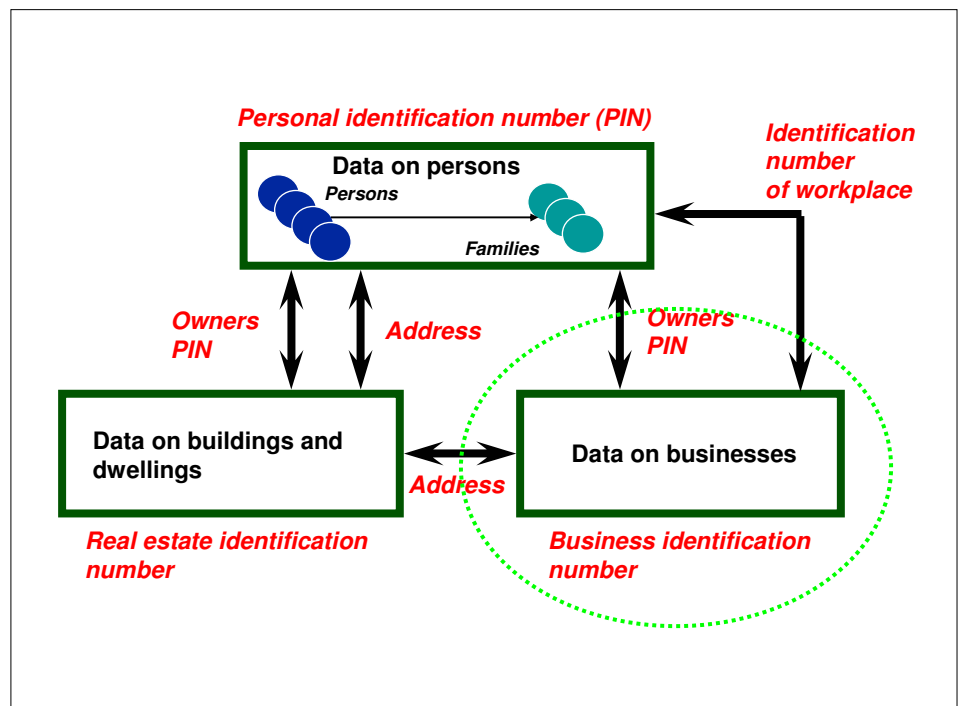 Personal identification number (PIN)
Identification
number
of workplace
Data on persons
Persons
Families
Owners
PIN
Address
Owners
PIN
Data on buildings and
dwellings
Address
Data on businesses
Real estate identification
number
Business identification
number